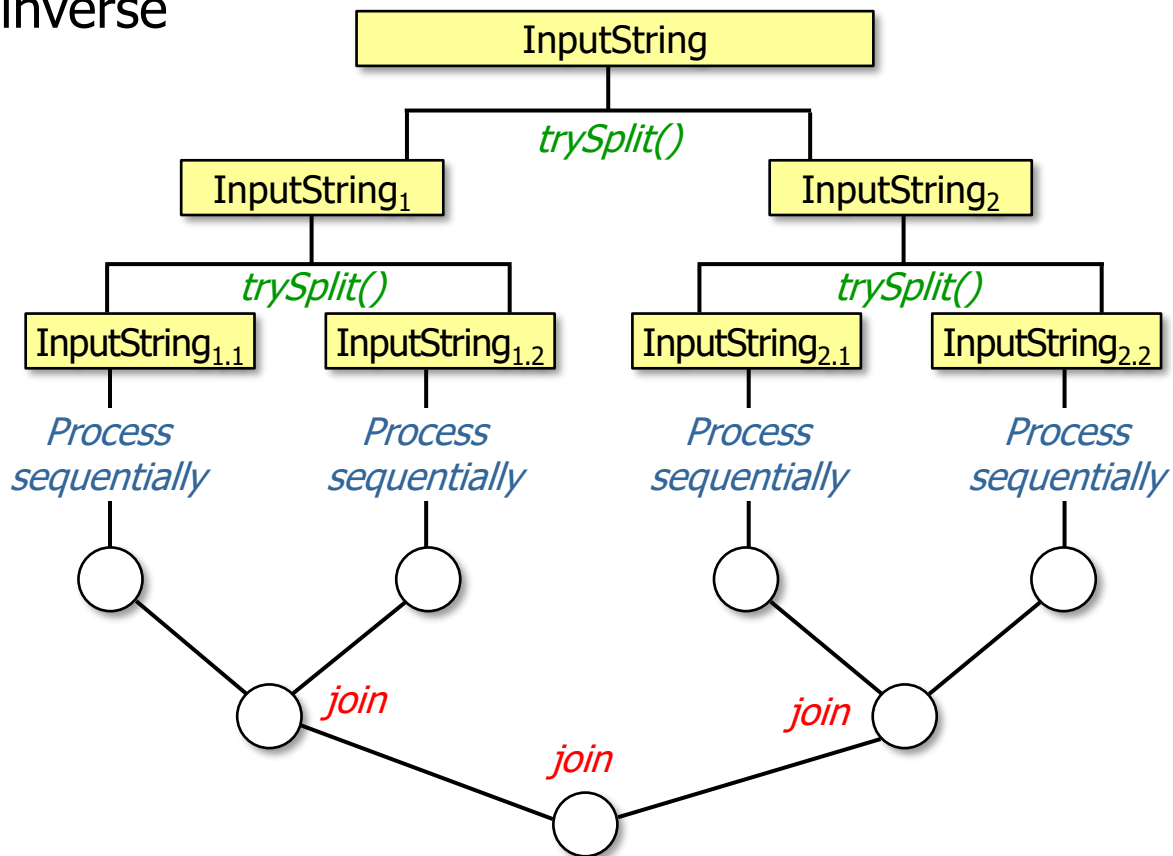 inverse
InputString
trySplit()
InputString₁ InputString₂
trySplit() trySplit()
InputString₁.₁ InputString₁.₂ InputString₂.₁ InputString₂.₂
Process Process Process Process
sequentially sequentially sequentially sequentially
join join
join